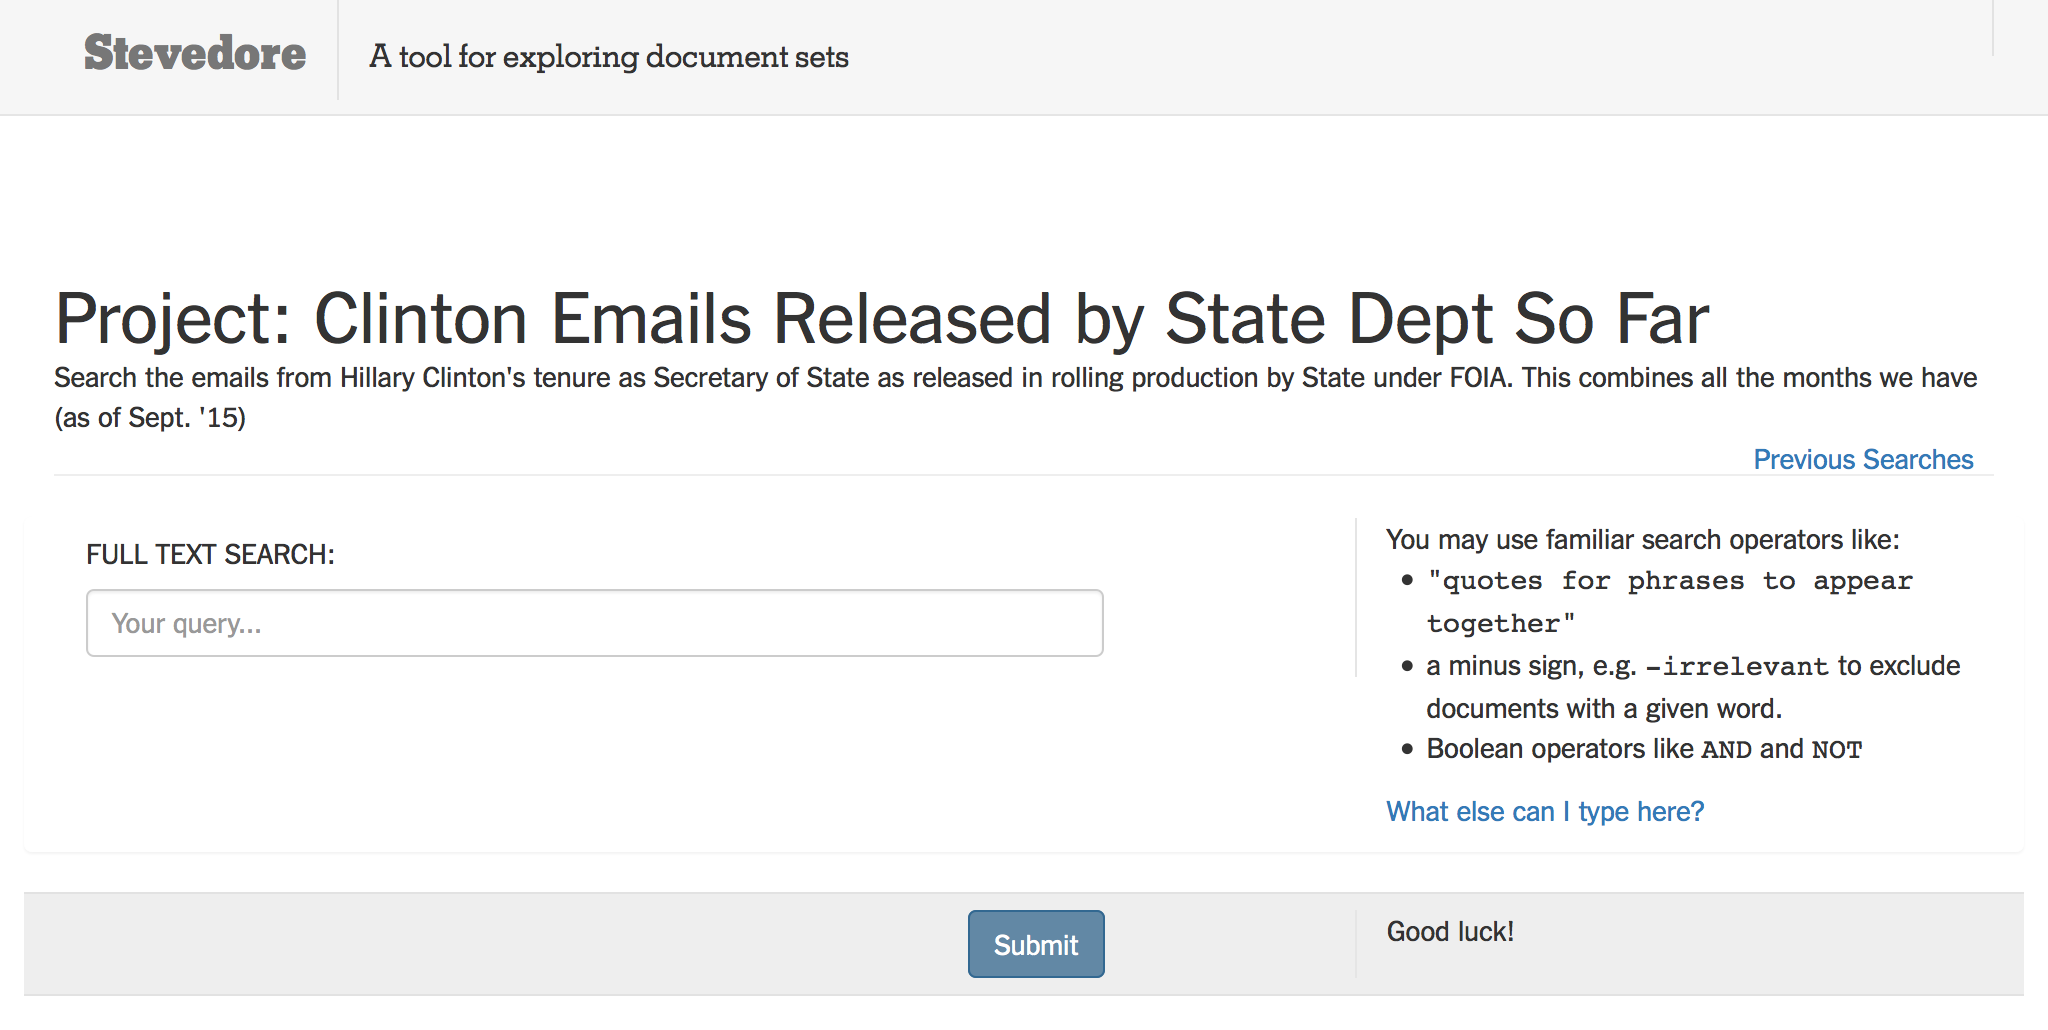 Stevedore
A tool for exploring document sets
Project: Clinton Emails Released by State Dept So Far
Search the emails from Hillary Clinton's tenure as Secretary of State as released in rolling production by State under FOIA. This combines all the months we have
(as of Sept. '15)
Previous Searches
FULL TEXT SEARCH:
Your query...
You may use familiar search operators like:
• "quotes for phrases to appear
together"
• a minus sign, e.g. -irrelevant to exclude
documents with a given word.
• Boolean operators like AND and NOT
What else can I type here?
Submit
Good luck!